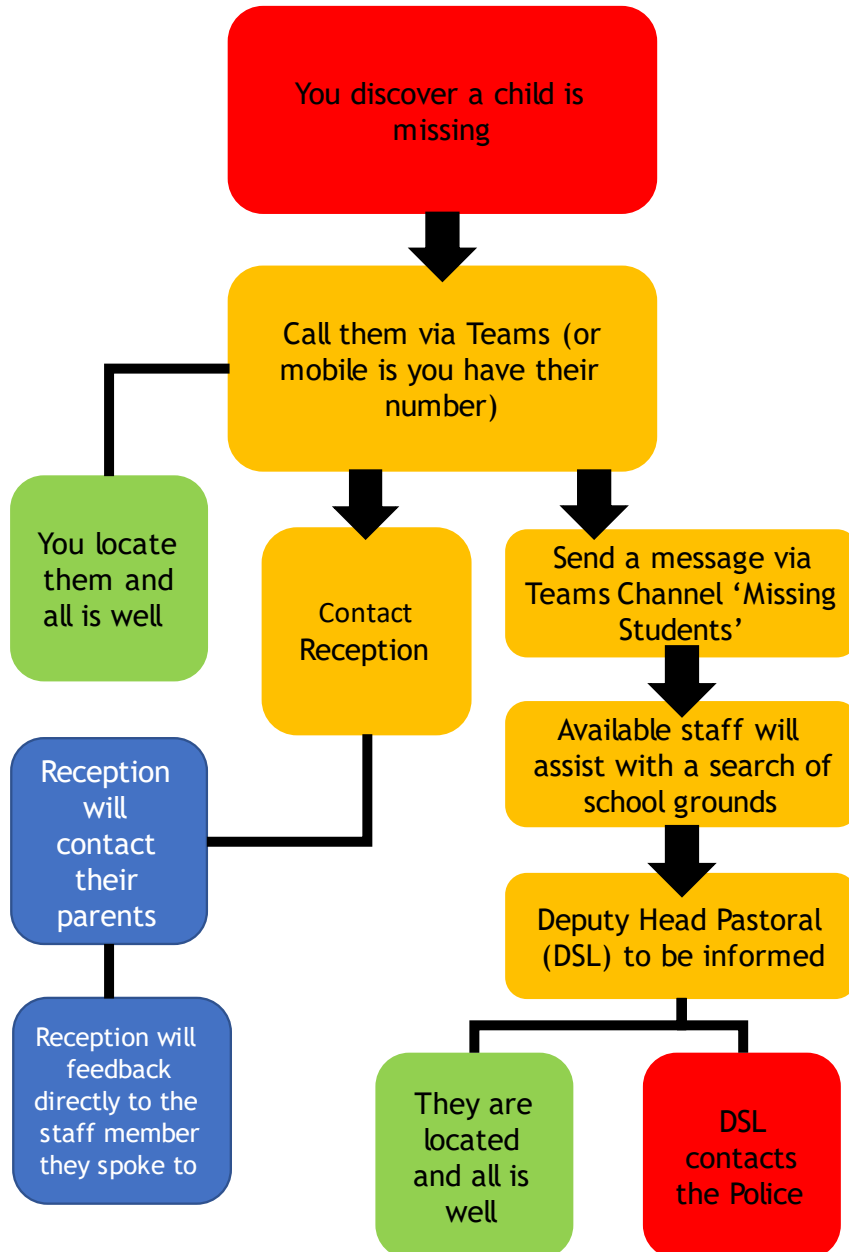 You discover a child is
missing
Call them via Teams (or
mobile is you have their
number)
You locate
them and
all is well
Contact
Reception
Send a message via
Teams Channel ‘Missing
Students’
Available staff will
assist with a search of
school grounds
Reception
will
contact
their
parents
Deputy Head Pastoral
(DSL) to be informed
Reception will
feedback
directly to the
staff member
they spoke to
They are
located
and all is
well
DSL
contacts
the Police